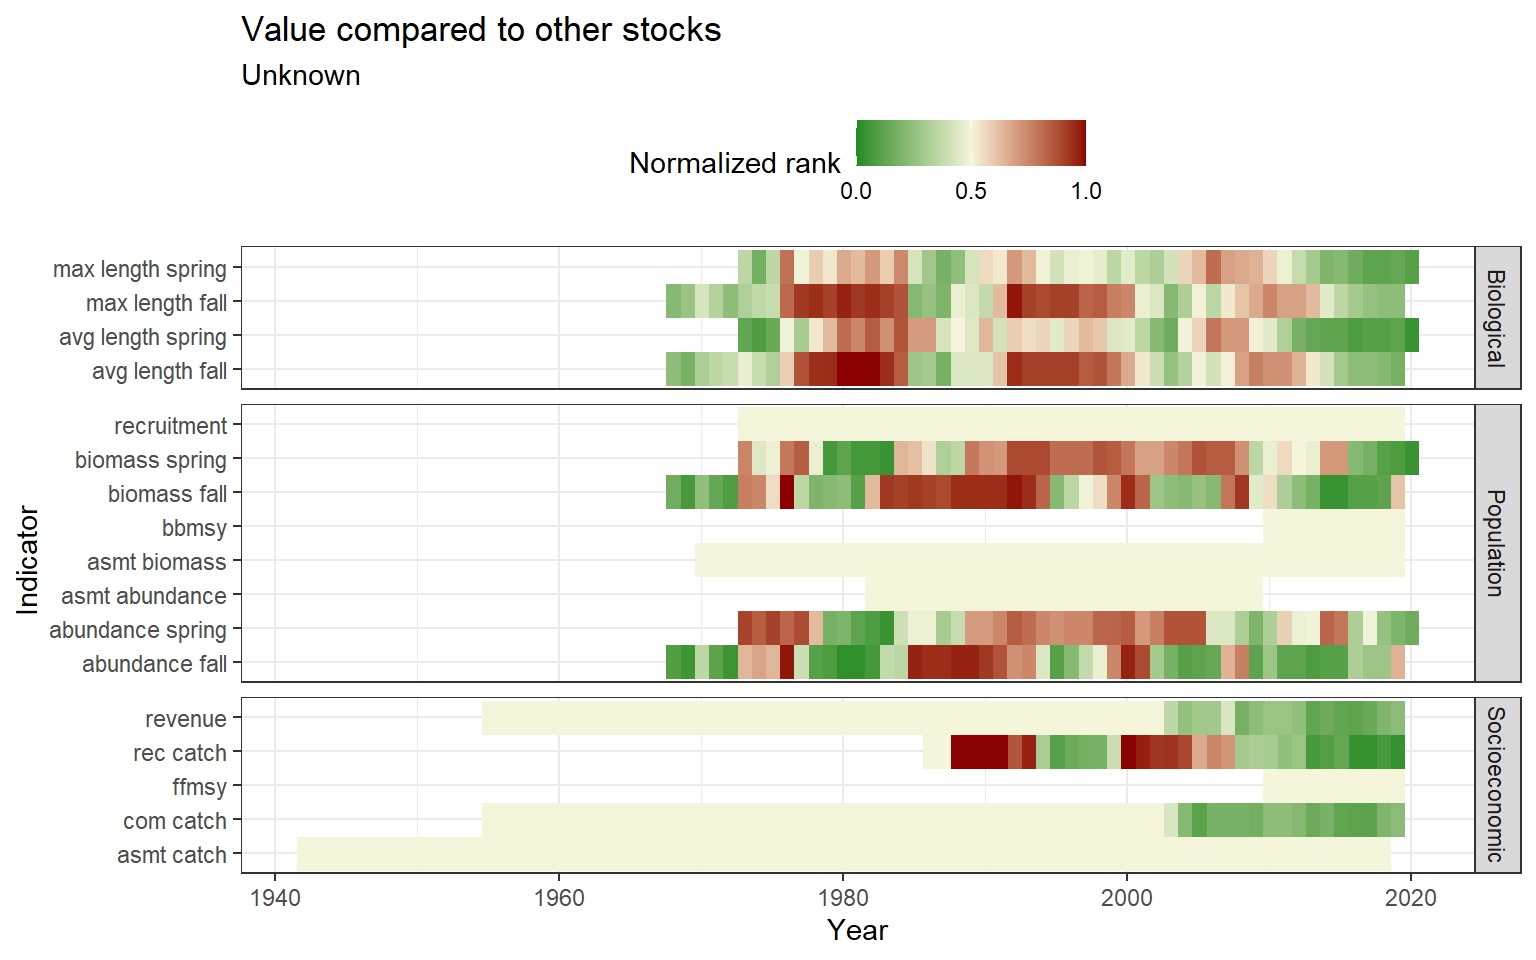 Value compared to other stocks
Unknown
Normalized rank
0.0 0.5 1.0
max length spring
max length fall
avg length spring
avg length fall
Biological
recruitment
biomass spring
biomass fall
bbmsy
asmt biomass
asmt abundance
abundance spring
abundance fall
Population
revenue
rec catch
ffmsy
com catch
asmt catch
Socioeconomic
Indicator
1940 1960 1980 2000 2020
Year